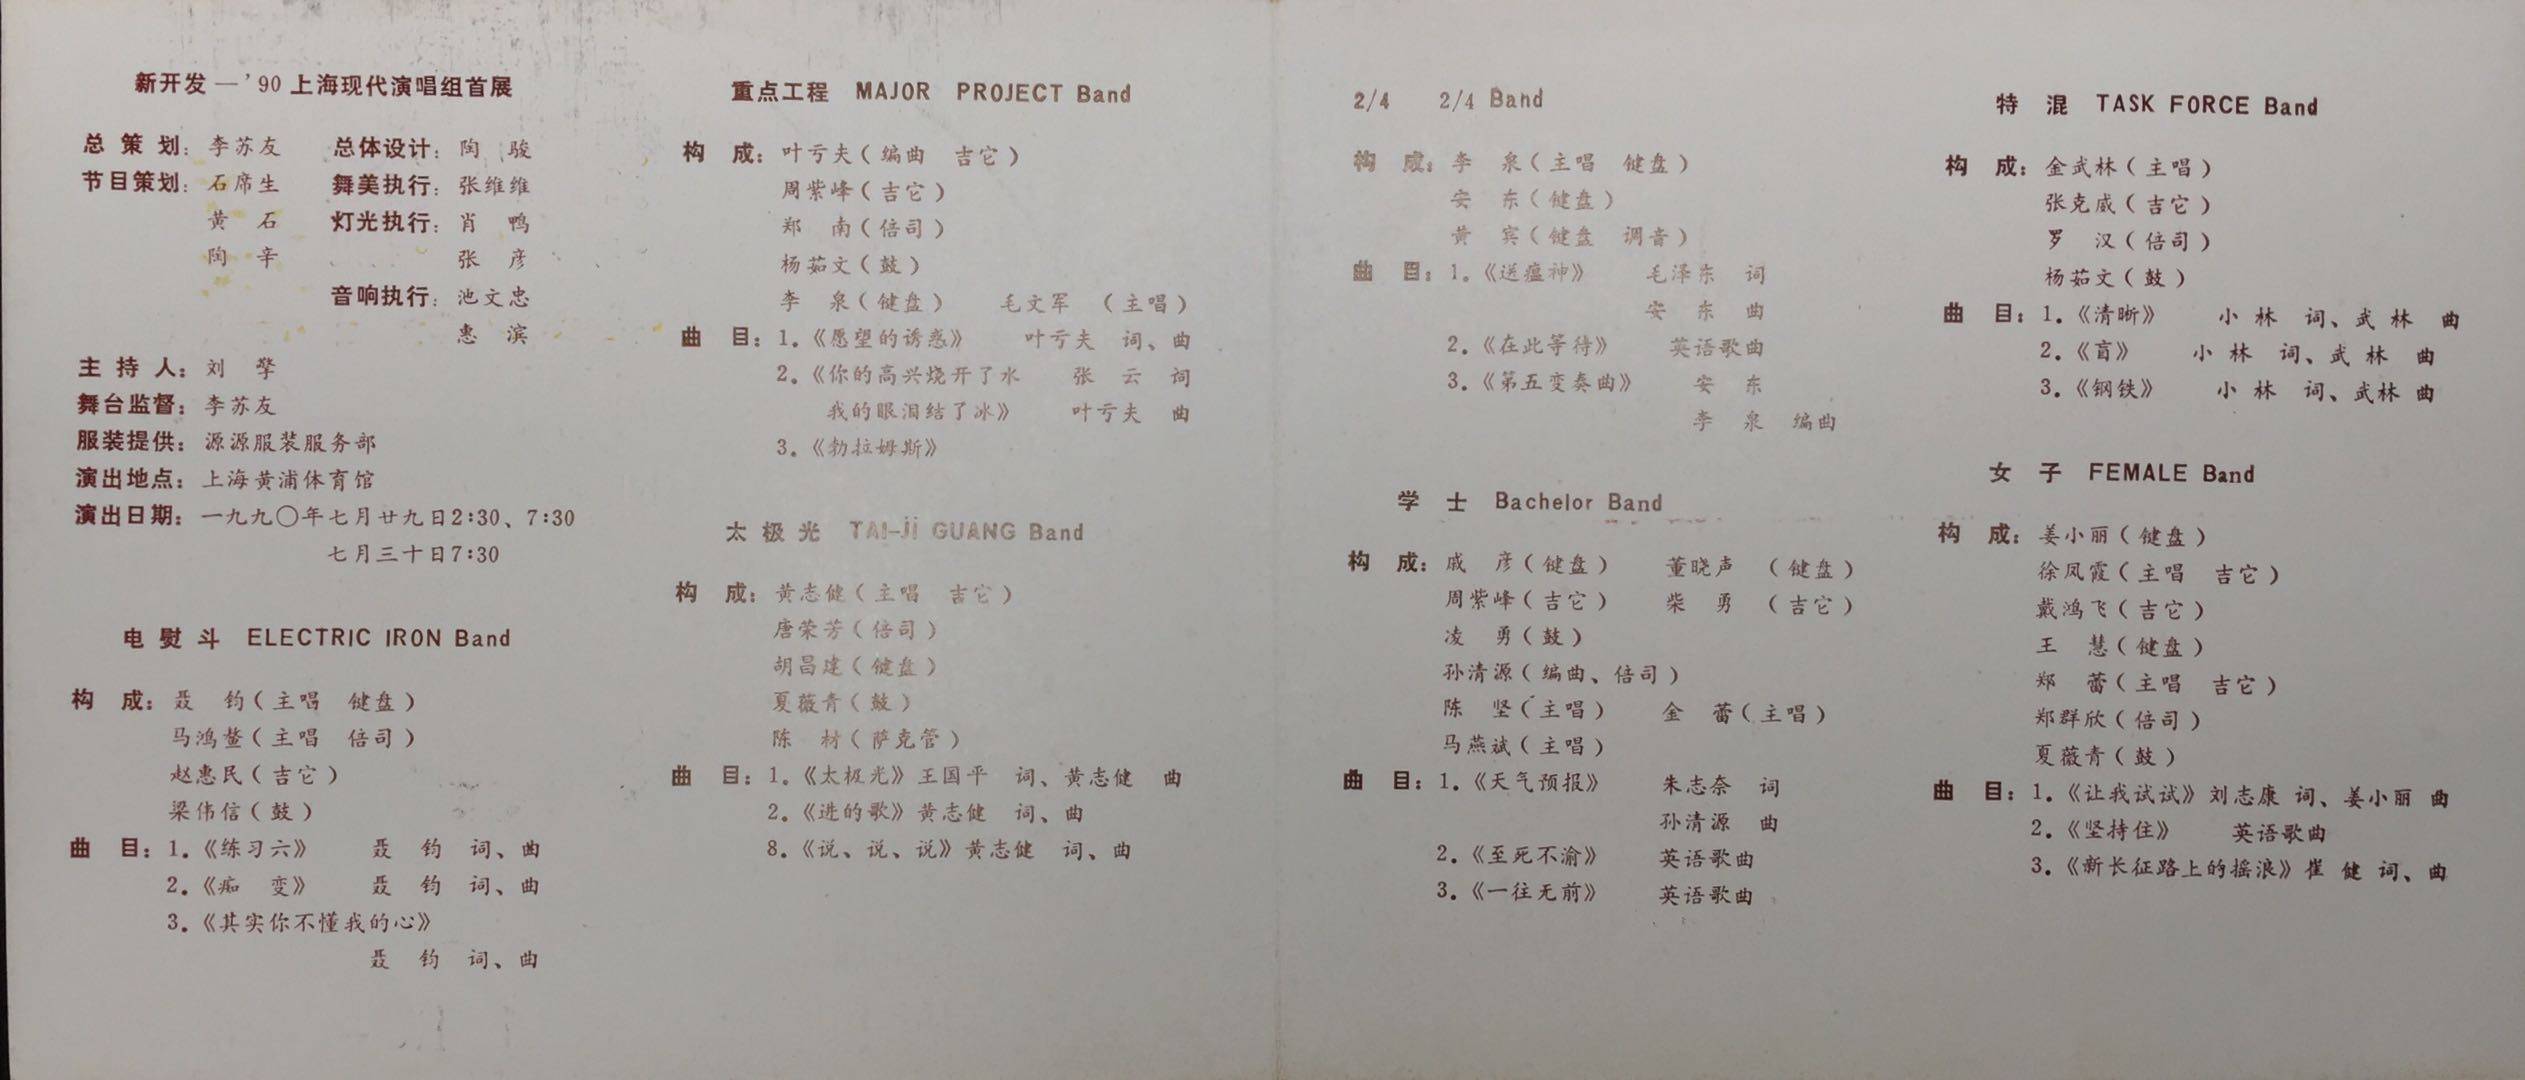 新开发—'90上海现代演唱组首展
总策划：李苏友 总体设计：陶 骏
节目策划：石席生 舞美执行：张维维
黄 石 灯光执行：肖 鸭
陶 辛 张 彦
音响执行：池文忠
惠 滨
主持人：刘 擎
舞台监督：李苏友
服装提供：源源服装服务部
演出地点：上海黄浦体育馆
演出日期：一九九〇年七月廿九日2:30、7:30
七月三十日7:30
电熨斗 ELECTRIC IRON Band
构 成：聂 钧（主唱 键盘）
马鸿鳌（主唱 倍司）
赵惠民（吉它）
梁伟信（鼓）
曲 目：1.《练习六》 聂 钧 词、曲
2.《痴 变》 聂 钧 词、曲
3.《其实你不懂我的心》
聂 钧 词、曲
重点工程 MAJOR PROJECT Band
构 成：叶亏夫（编曲 吉它）
周紫峰（吉它）
郑 南（倍司）
杨茹文（鼓）
李 泉（键盘） 毛文军 （主唱）
曲 目：1.《愿望的诱惑》 叶亏夫 词、曲
2.《你的高兴烧开了水 张 云 词
我的眼泪结了冰》 叶亏夫 曲
3.《勃拉姆斯》
太极光 TAI-Ji GUANG Band
构 成：黄志健（主唱 吉它）
唐荣芳（倍司）
胡昌建（键盘）
夏薇青（鼓）
陈 材（萨克管）
曲 目：1.《太极光》王国平 词、黄志健 曲
2.《进的歌》黄志健 词、曲
8.《说、说、说》黄志健 词、曲
2/4 2/4 Band
构 成：李 泉（主唱 键盘）
安 东（键盘）
黄 宾（键盘 调音）
曲 目：1.《送瘟神》 毛泽东 词
安 东 曲
2.《在此等待》 英语歌曲
3.《第五变奏曲》 安 东
李 泉 编曲
学 士 Bachelor Band
构 成：戚 彦（键盘） 董晓声 （键盘）
周紫峰（吉它） 柴 勇 （吉它）
凌 勇（鼓）
孙清源（编曲、倍司）
陈 坚（主唱） 金 蕾（主唱）
马燕斌（主唱）
曲 目：1.《天气预报》 朱志奈 词
孙清源 曲
2.《至死不渝》 英语歌曲
3.《一往无前》 英语歌曲
特 混 TASK FORCE Band
构 成：金武林（主唱）
张克威（吉它）
罗 汉（倍司）
杨茹文（鼓）
曲 目：1.《清晰》 小 林 词、武 林 曲
2.《盲》 小 林 词、武 林 曲
3.《钢铁》 小 林 词、武林 曲
女 子 FEMALE Band
构 成：姜小丽（键盘）
徐凤霞（主唱 吉它）
戴鸿飞（吉它）
王 慧（键盘）
郑 蕾（主唱 吉它）
郑群欣（倍司）
夏薇青（鼓）
曲 目：1.《让我试试》刘志康 词、姜小丽 曲
2.《坚持住》 英语歌曲
3.《新长征路上的摇浪》崔 健 词、曲